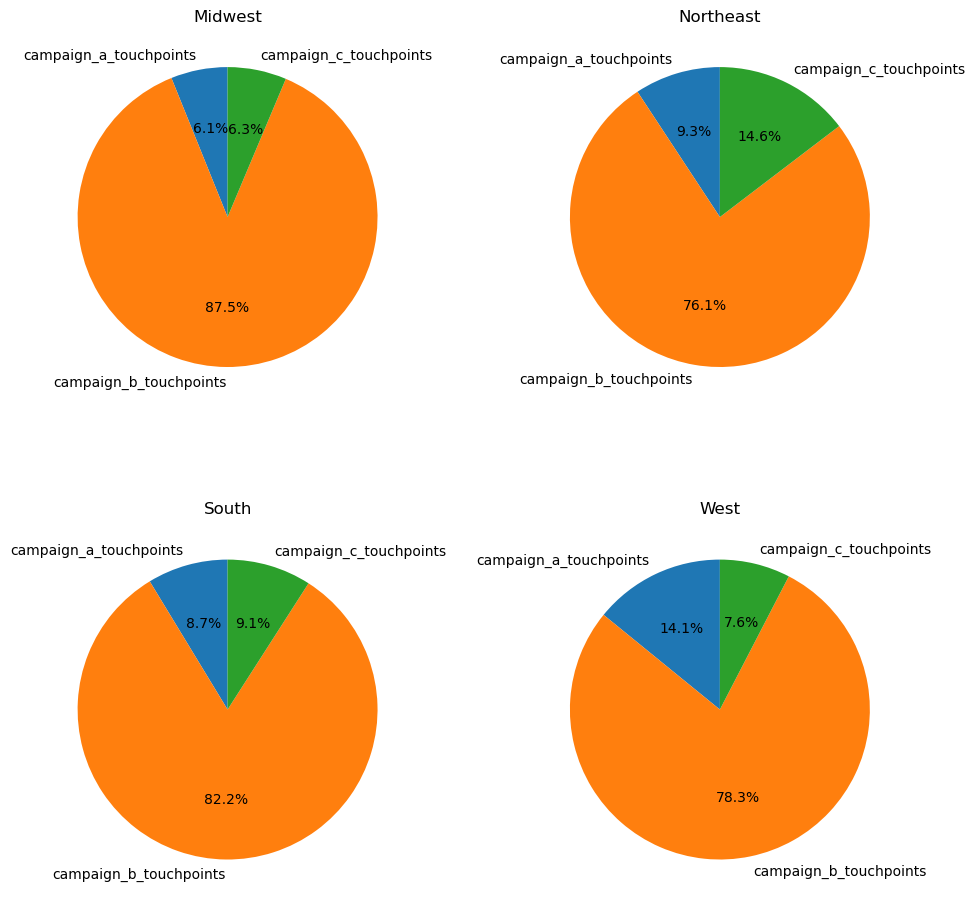 Midwest
campaign_a_touchpoints
campaign_c_touchpoints
6.1%
6.3%
87.5%
campaign_b_touchpoints
Northeast
campaign_a_touchpoints
campaign_c_touchpoints
9.3%
14.6%
76.1%
campaign_b_touchpoints
South
campaign_a_touchpoints
campaign_c_touchpoints
8.7%
9.1%
82.2%
campaign_b_touchpoints
West
campaign_a_touchpoints
campaign_c_touchpoints
14.1%
7.6%
78.3%
campaign_b_touchpoints